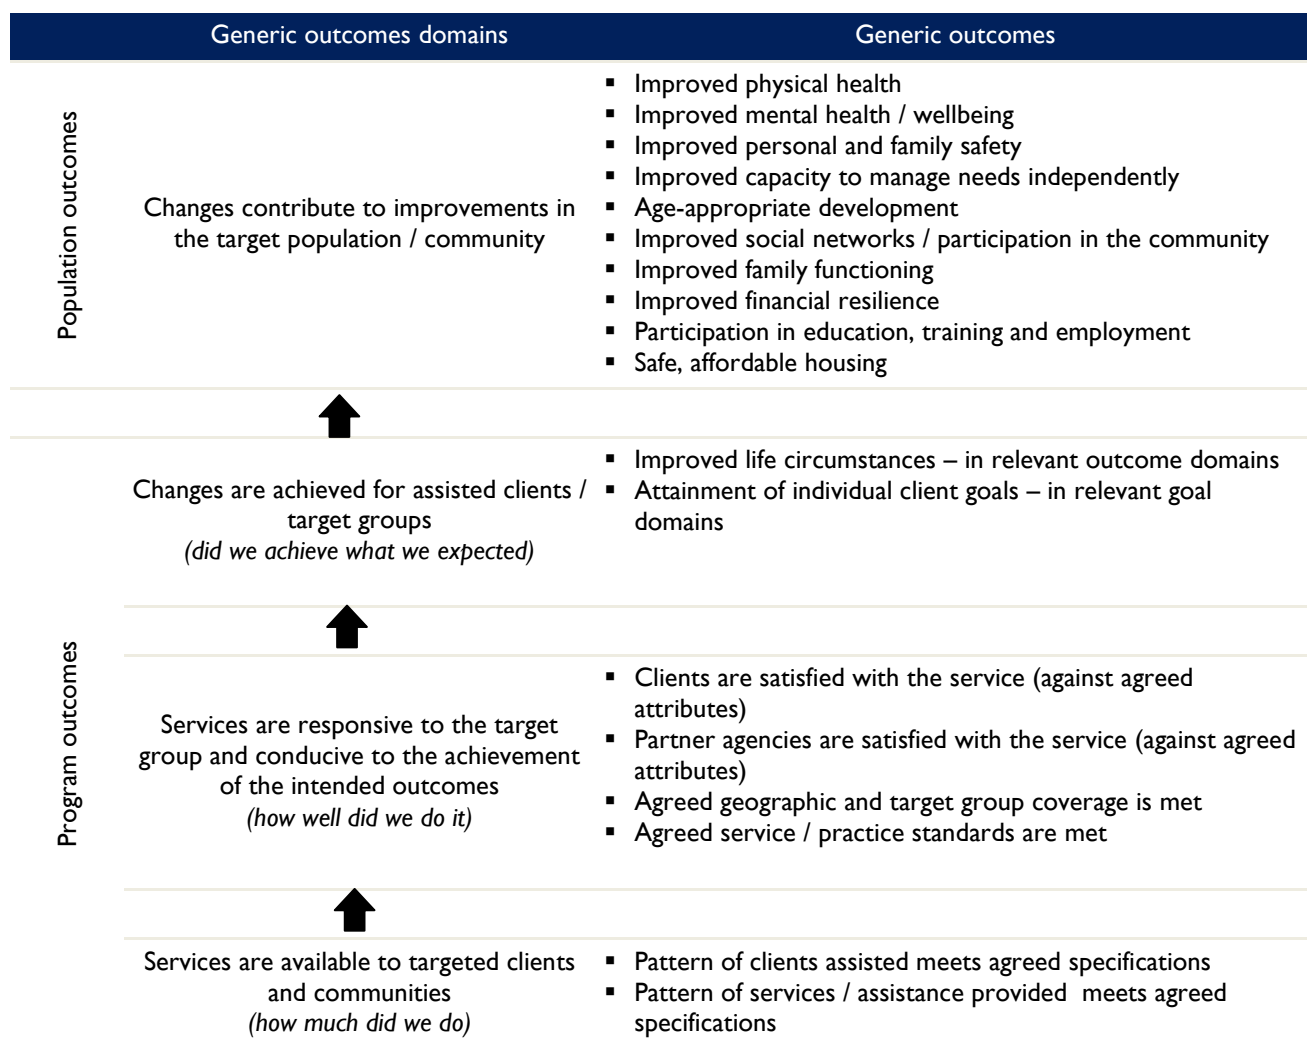 Generic outcomes domains
Generic outcomes
Population outcomes
Changes contribute to improvements in
the target population / community
▪ Improved physical health
▪ Improved mental health / wellbeing
▪ Improved personal and family safety
▪ Improved capacity to manage needs independently
▪ Age-appropriate development
▪ Improved social networks / participation in the community
▪ Improved family functioning
▪ Improved financial resilience
▪ Participation in education, training and employment
▪ Safe, affordable housing
Program outcomes
Changes are achieved for assisted clients /
target groups
(did we achieve what we expected)
▪ Improved life circumstances – in relevant outcome domains
▪ Attainment of individual client goals – in relevant goal
domains
Services are responsive to the target
group and conducive to the achievement
of the intended outcomes
(how well did we do it)
▪ Clients are satisfied with the service (against agreed
attributes)
▪ Partner agencies are satisfied with the service (against agreed
attributes)
▪ Agreed geographic and target group coverage is met
▪ Agreed service / practice standards are met
Services are available to targeted clients
and communities
(how much did we do)
▪ Pattern of clients assisted meets agreed specifications
▪ Pattern of services / assistance provided  meets agreed
specifications